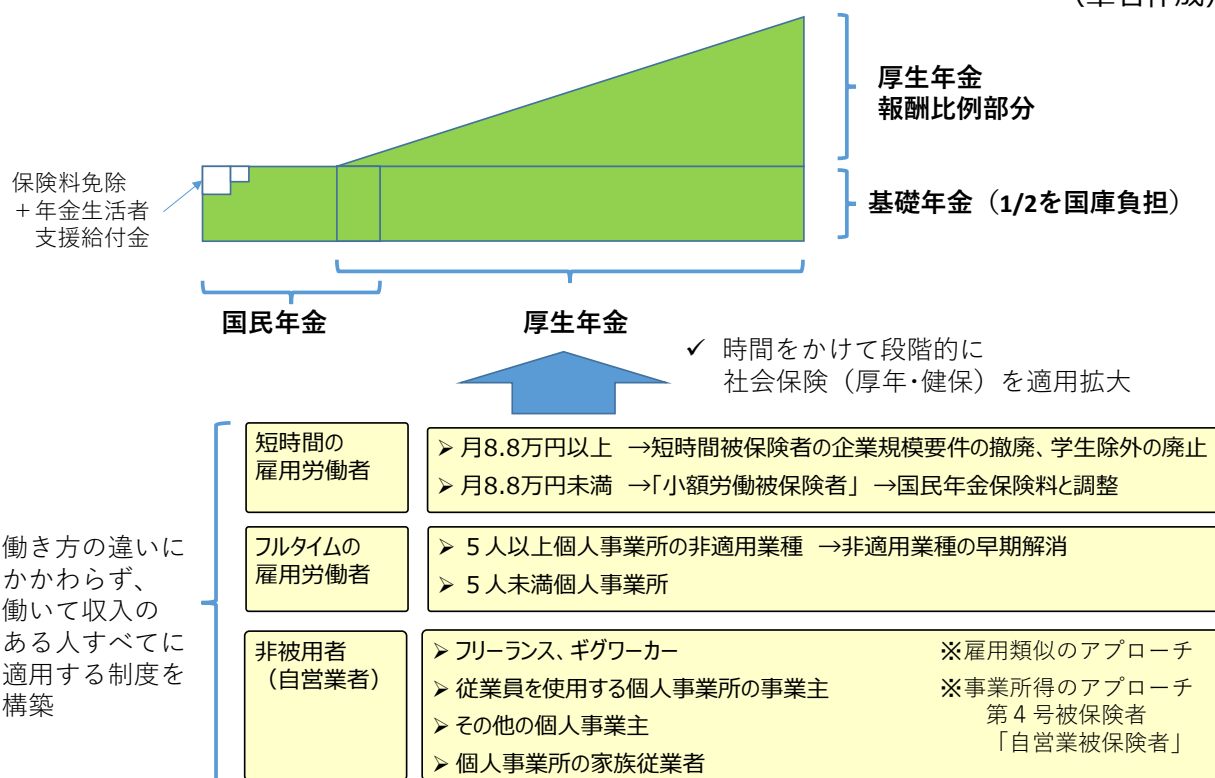 （筆者作成）
厚生年金
報酬比例部分
保険料免除
＋年金生活者
支援給付金
基礎年金（1/2を国庫負担）
国民年金
厚生年金
✓ 時間をかけて段階的に
社会保険（厚年・健保）を適用拡大
短時間の
雇用労働者
➢ 月8.8万円以上 →短時間被保険者の企業規模要件の撤廃、学生除外の廃止
➢ 月8.8万円未満 →「小額労働被保険者」 →国民年金保険料と調整
働き方の違いに
かかわらず、
働いて収入の
ある人すべてに
適用する制度を
構築
フルタイムの
雇用労働者
➢ ５人以上個人事業所の非適用業種 →非適用業種の早期解消
➢ ５人未満個人事業所
非被用者
（自営業者）
➢ フリーランス、ギグワーカー
➢ 従業員を使用する個人事業所の事業主
➢ その他の個人事業主
➢ 個人事業所の家族従業者
※雇用類似のアプローチ
※事業所得のアプローチ
第４号被保険者
「自営業被保険者」